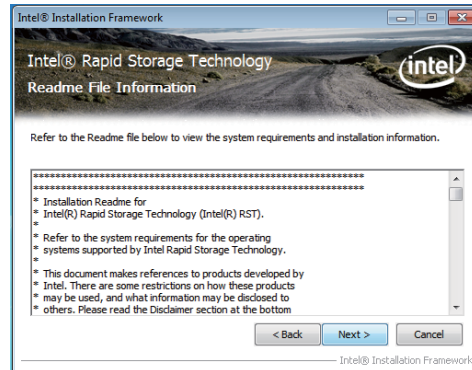 Intel® Installation Framework
Intel® Rapid Storage Technology
intel
Readme File Information
Refer to the Readme file below to view the system requirements and installation information.
************************************************************
************************************************************
* Installation Readme for
* Intel(R) Rapid Storage Technology (Intel(R) RST).
*
* Refer to the system requirements for the operating
* systems supported by Intel Rapid Storage Technology.
*
* This document makes references to products developed by
* Intel. There are some restrictions on how these products
* may be used, and what information may be disclosed to
* others. Please read the Disclaimer section at the bottom
< Back Next > Cancel
Intel® Installation Framework